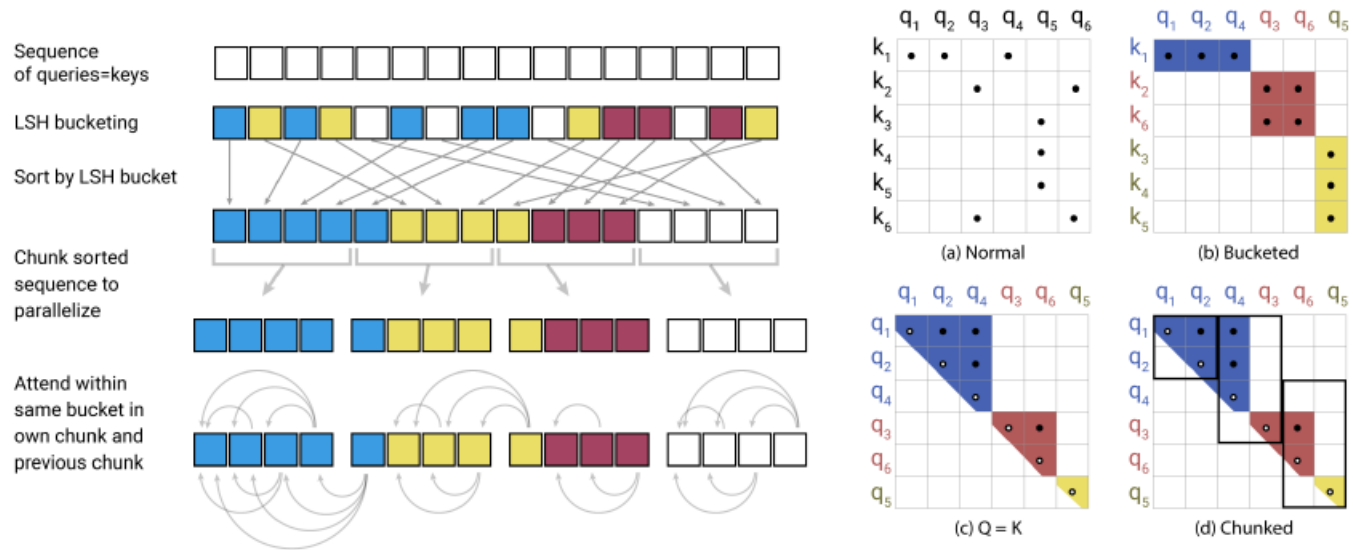 Sequence
of queries=keys
LSH bucketing
Sort by LSH bucket
Chunk sorted
sequence to
parallelize
Attend within
same bucket in
own chunk and
previous chunk
q1 q2 q3 q4 q5 q6
k1
k2
k3
k4
k5
k6
(a) Normal
q1 q2 q4 q3 q6 q5
k1
k2
k6
k3
k4
k5
(b) Bucketed
q1 q2 q4 q3 q6 q5
q1
q2
q4
q3
q6
q5
(c) Q = K
q1 q2 q4 q3 q6 q5
q1
q2
q4
q3
q6
q5
(d) Chunked